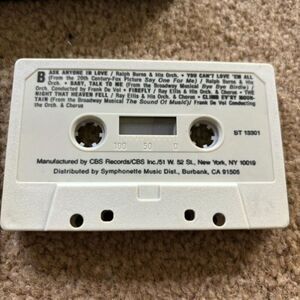 B ASK ANYONE IN LOVE / Ralph Burns & His Orch. • YOU CAN'T LOVE 'EM ALL
(From the 20th Century-Fox Picture Say One For Me) / Ralph Burns & His
Orch. • BABY, TALK TO ME (From the Broadway Musical Bye Bye Birdie) /
Orch. Conducted by Frank De Vol • FIREFLY / Ray Ellis & His Orch. & Chorus • THE
NIGHT THAT HEAVEN FELL / Ray Ellis & His Orch. & Chorus • CLIMB EV'RY MOUN-
TAIN (From the Broadway Musical The Sound Of Music) / Frank De Vol Conducting
the Orch. & Chorus
ST 13301
100 50 0
Manufactured by CBS Records/CBS Inc./51 W. 52 St., New York, NY 10019
Distributed by Symphonette Music Dist., Burbank, CA 91505